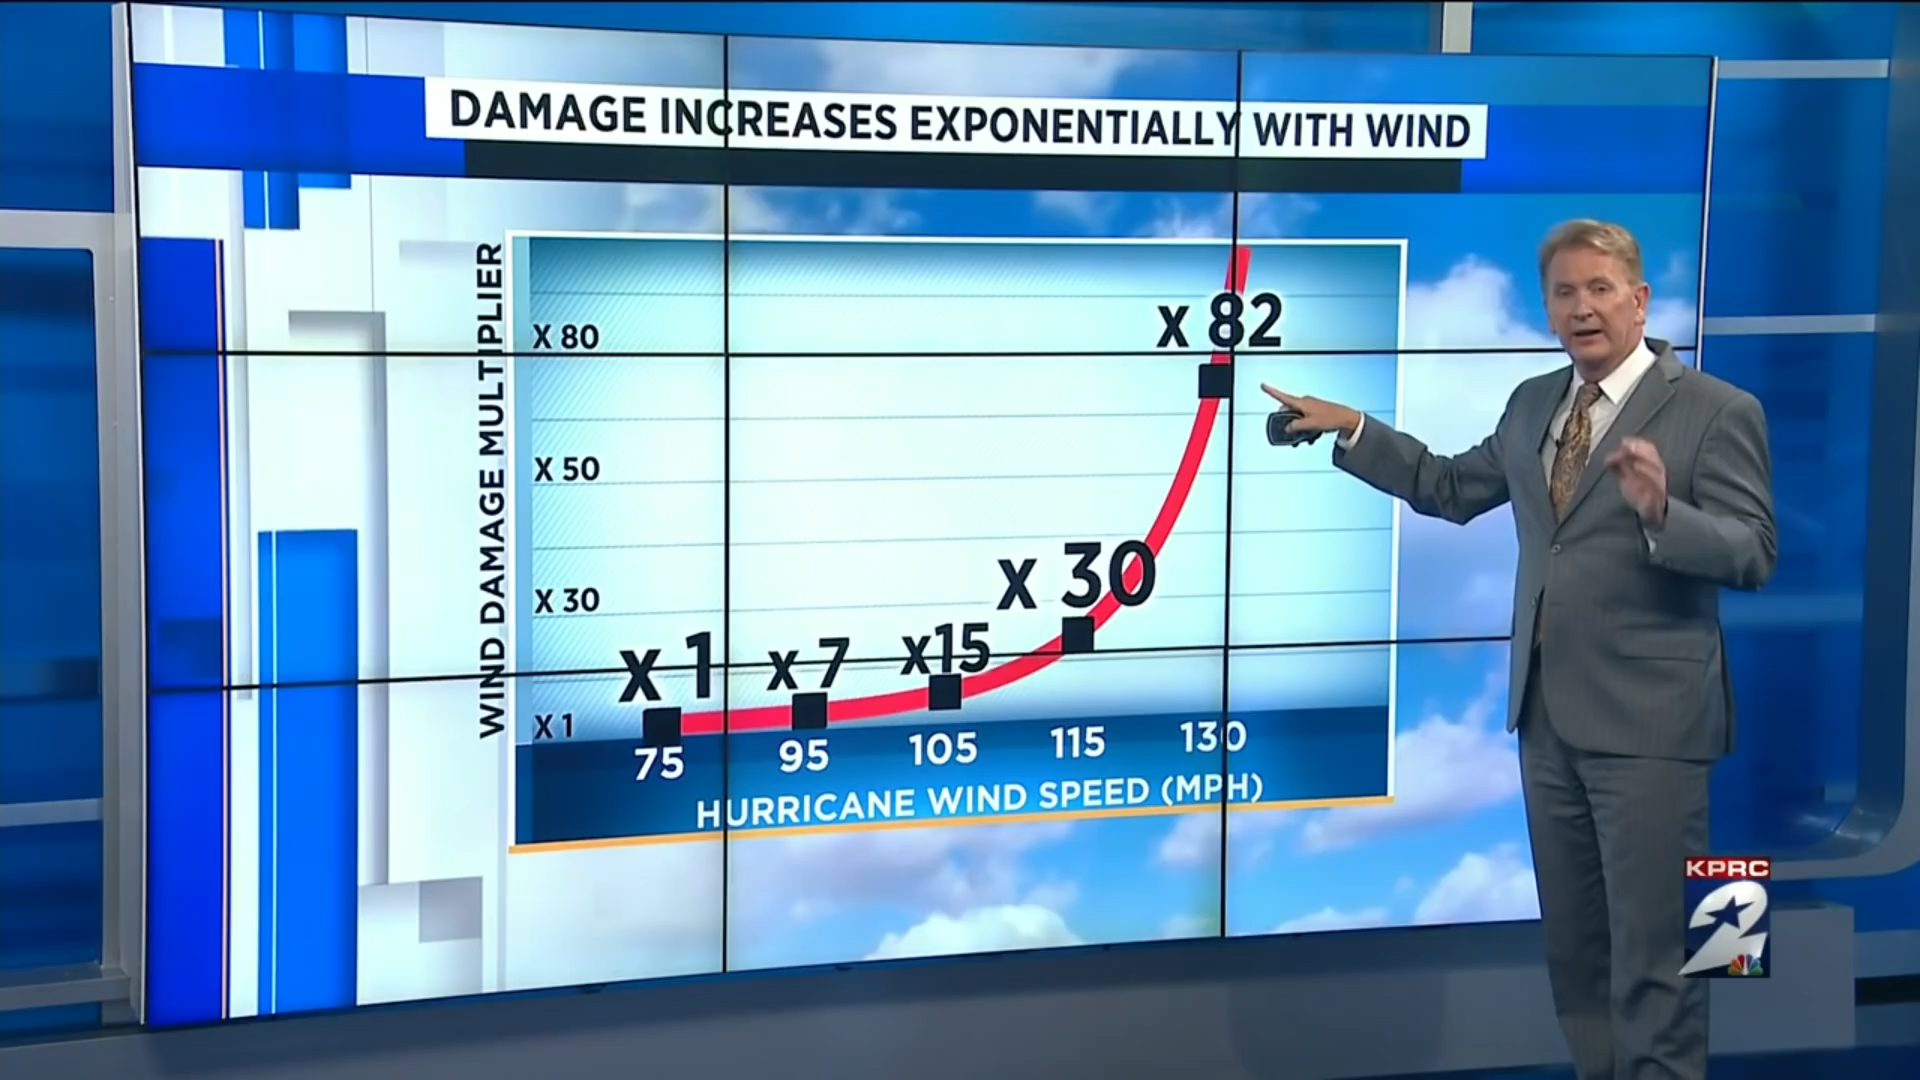 DAMAGE INCREASES EXPONENTIALLY WITH WIND
WIND DAMAGE MULTIPLIER
X 80
X 50
X 30
X 1
x 1
x 7
x15
x 30
x 82
75
95
105
115
130
HURRICANE WIND SPEED (MPH)
KPRC
2